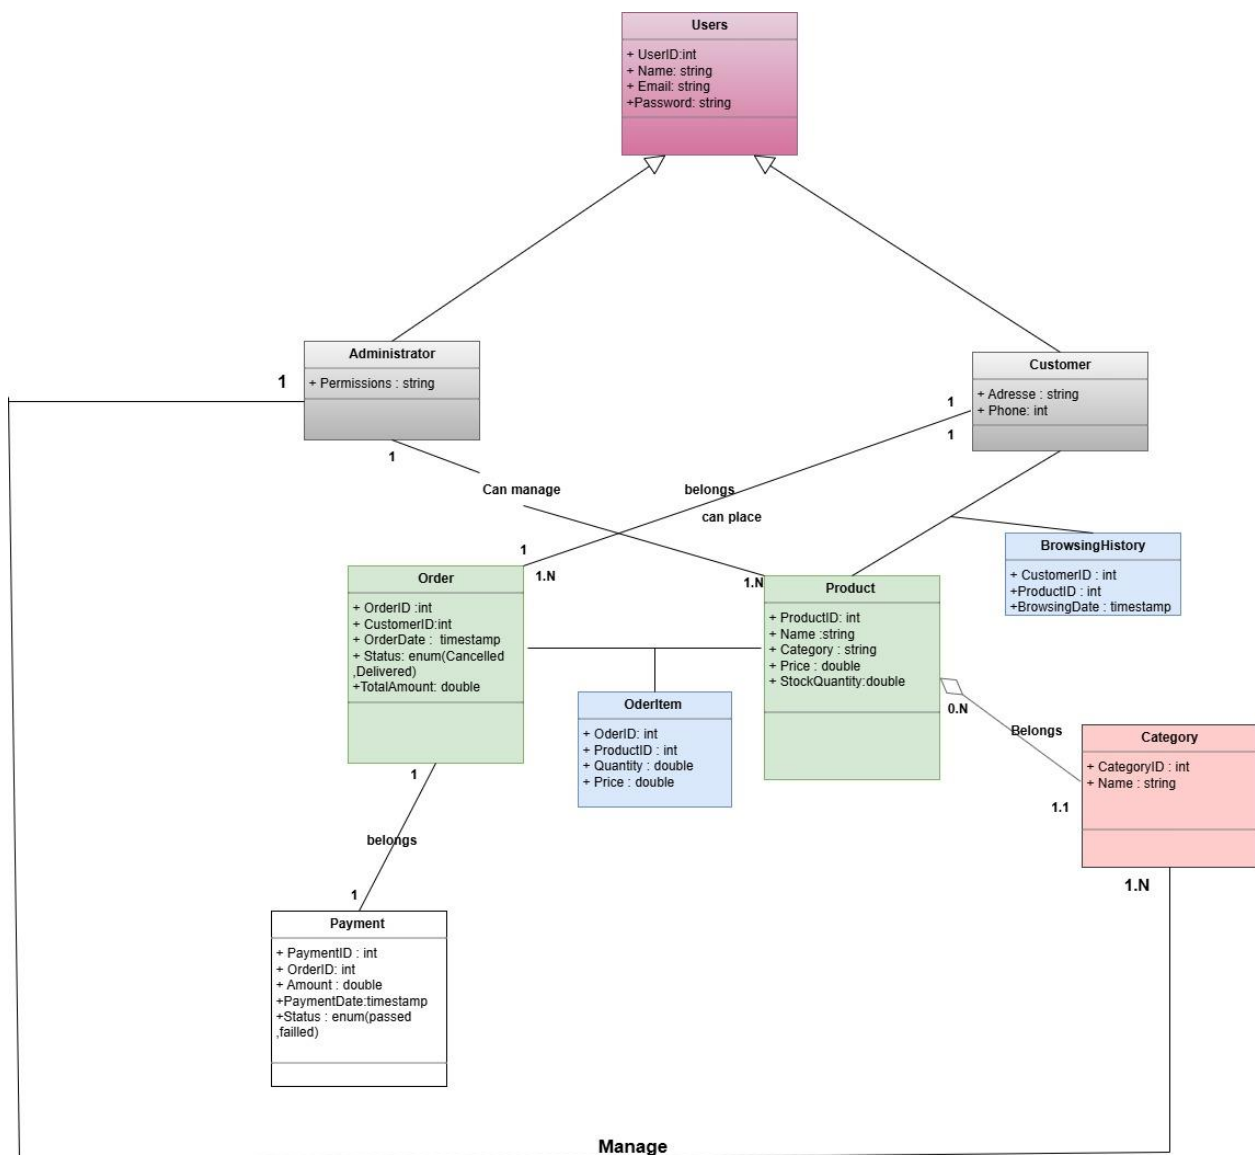 Users
+ UserID:int
+ Name: string
+ Email: string
+Password: string
Administrator
+ Permissions : string
1
1
Customer
+ Adresse : string
+ Phone: int
1
1
Can manage
belongs
can place
1
1.N
1.N
BrowsingHistory
+ CustomerID : int
+ProductID : int
+BrowsingDate : timestamp
Order
+ OrderID :int
+ CustomerID:int
+ OrderDate :  timestamp
+ Status: enum(Cancelled
,Delivered)
+TotalAmount: double
Product
+ ProductID: int
+ Name :string
+ Category : string
+ Price : double
+ StockQuantity:double
OderItem
+ OderID: int
+ ProductID : int
+ Quantity : double
+ Price : double
0.N
Belongs
1.1
Category
+ CategoryID : int
+ Name : string
1.N
1
belongs
1
Payment
+ PaymentID : int
+ OrderID: int
+ Amount : double
+PaymentDate:timestamp
+Status : enum(passed
,failled)
Manage